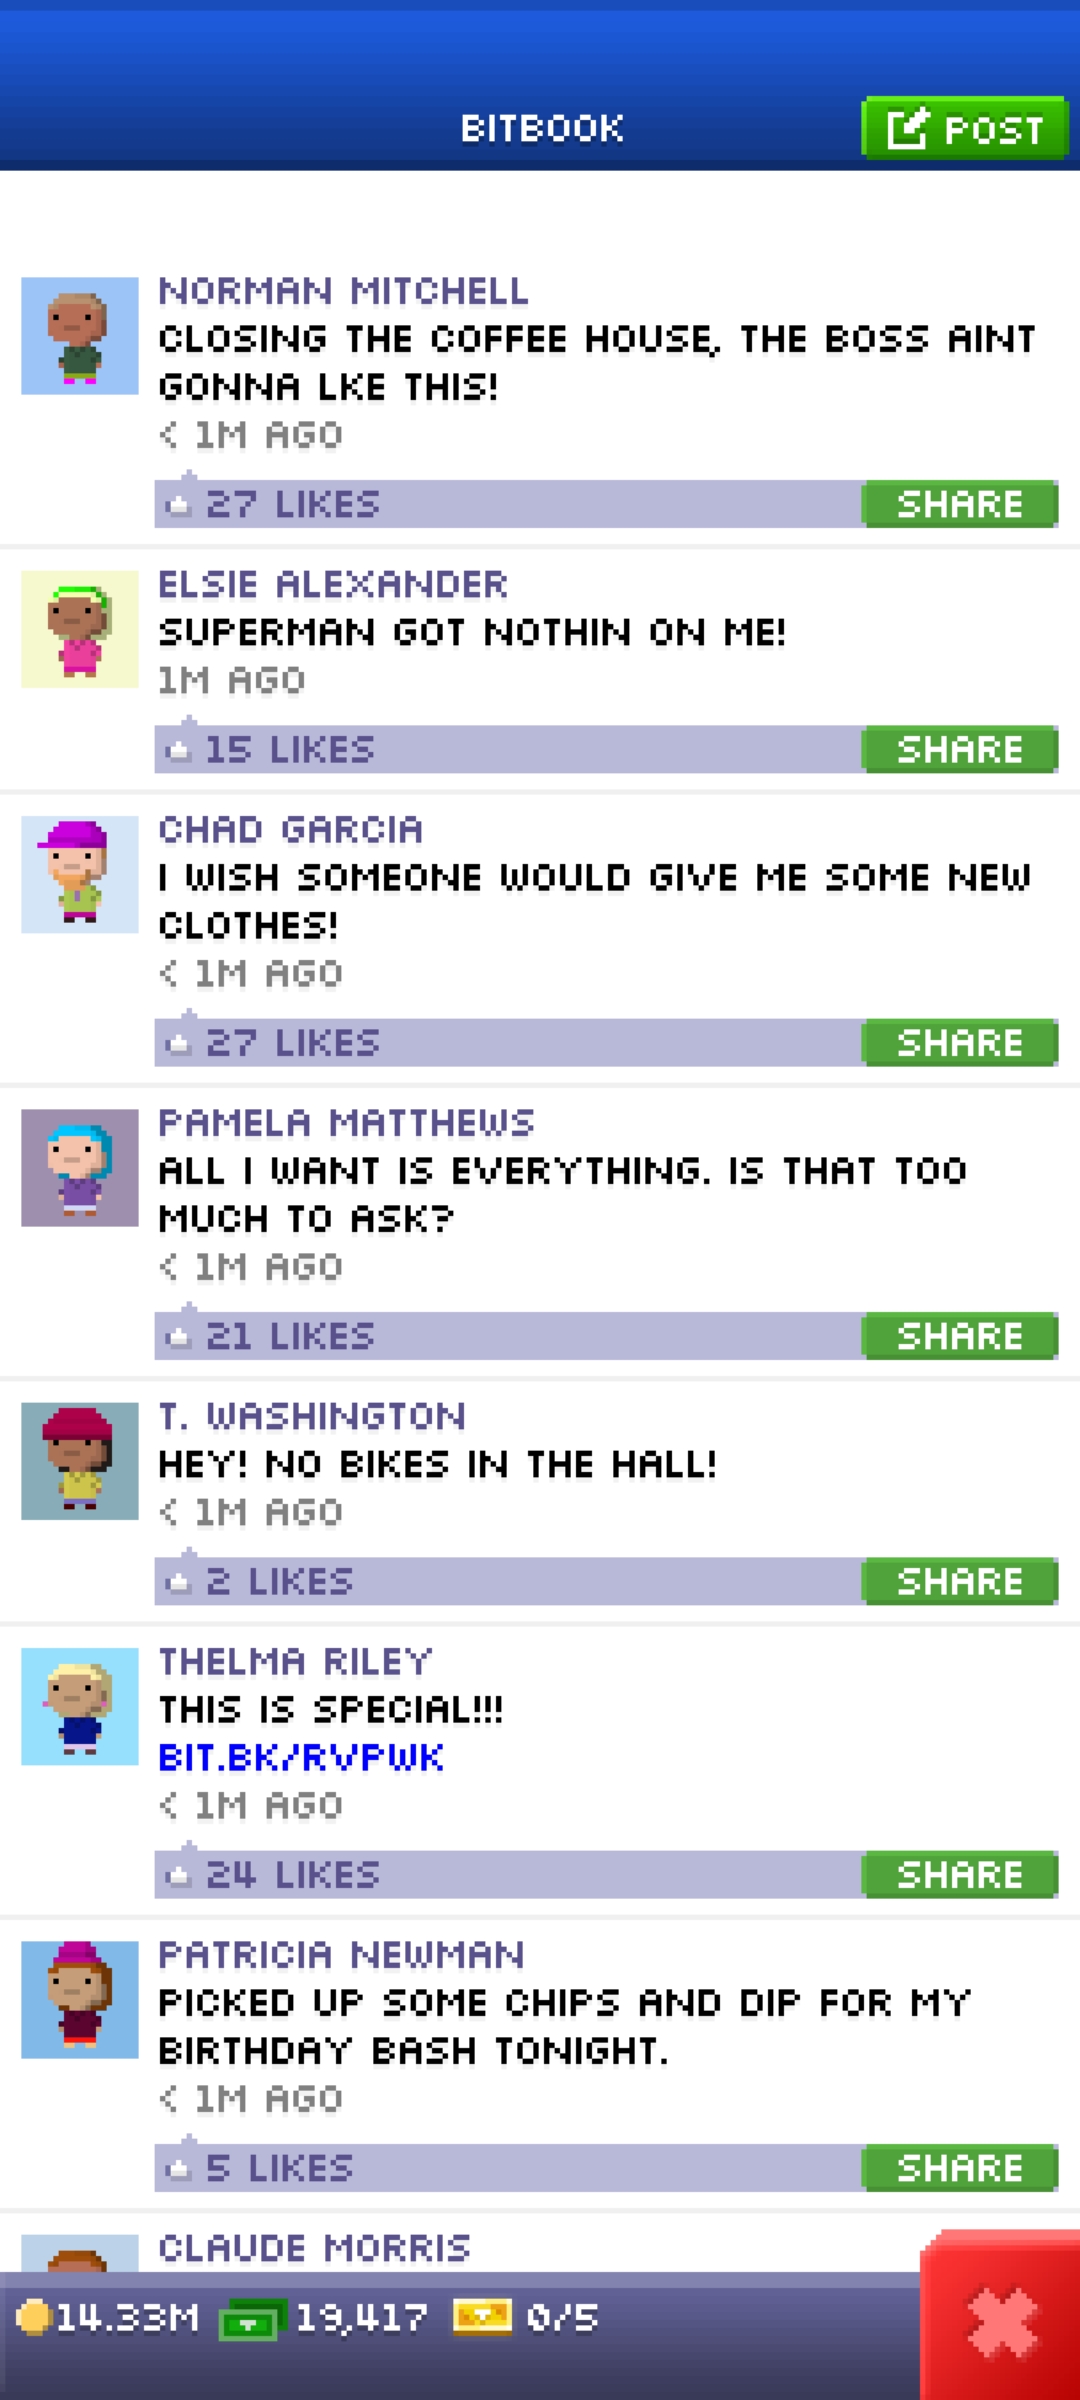 BITBOOK
POST
NORMAN MITCHELL
CLOSING THE COFFEE HOUSE, THE BOSS AINT
GONNA LKE THIS!
< 1M AGO
27 LIKES
SHARE
ELSIE ALEXANDER
SUPERMAN GOT NOTHIN ON ME!
1M AGO
15 LIKES
SHARE
CHAD GARCIA
I WISH SOMEONE WOULD GIVE ME SOME NEW
CLOTHES!
< 1M AGO
27 LIKES
SHARE
PAMELA MATTHEWS
ALL I WANT IS EVERYTHING. IS THAT TOO
MUCH TO ASK?
< 1M AGO
21 LIKES
SHARE
T. WASHINGTON
HEY! NO BIKES IN THE HALL!
< 1M AGO
2 LIKES
SHARE
THELMA RILEY
THIS IS SPECIAL!!!
BIT.BK/RVPWK
< 1M AGO
24 LIKES
SHARE
PATRICIA NEWMAN
PICKED UP SOME CHIPS AND DIP FOR MY
BIRTHDAY BASH TONIGHT.
< 1M AGO
5 LIKES
SHARE
CLAUDE MORRIS
14.33M 19,417 0/5